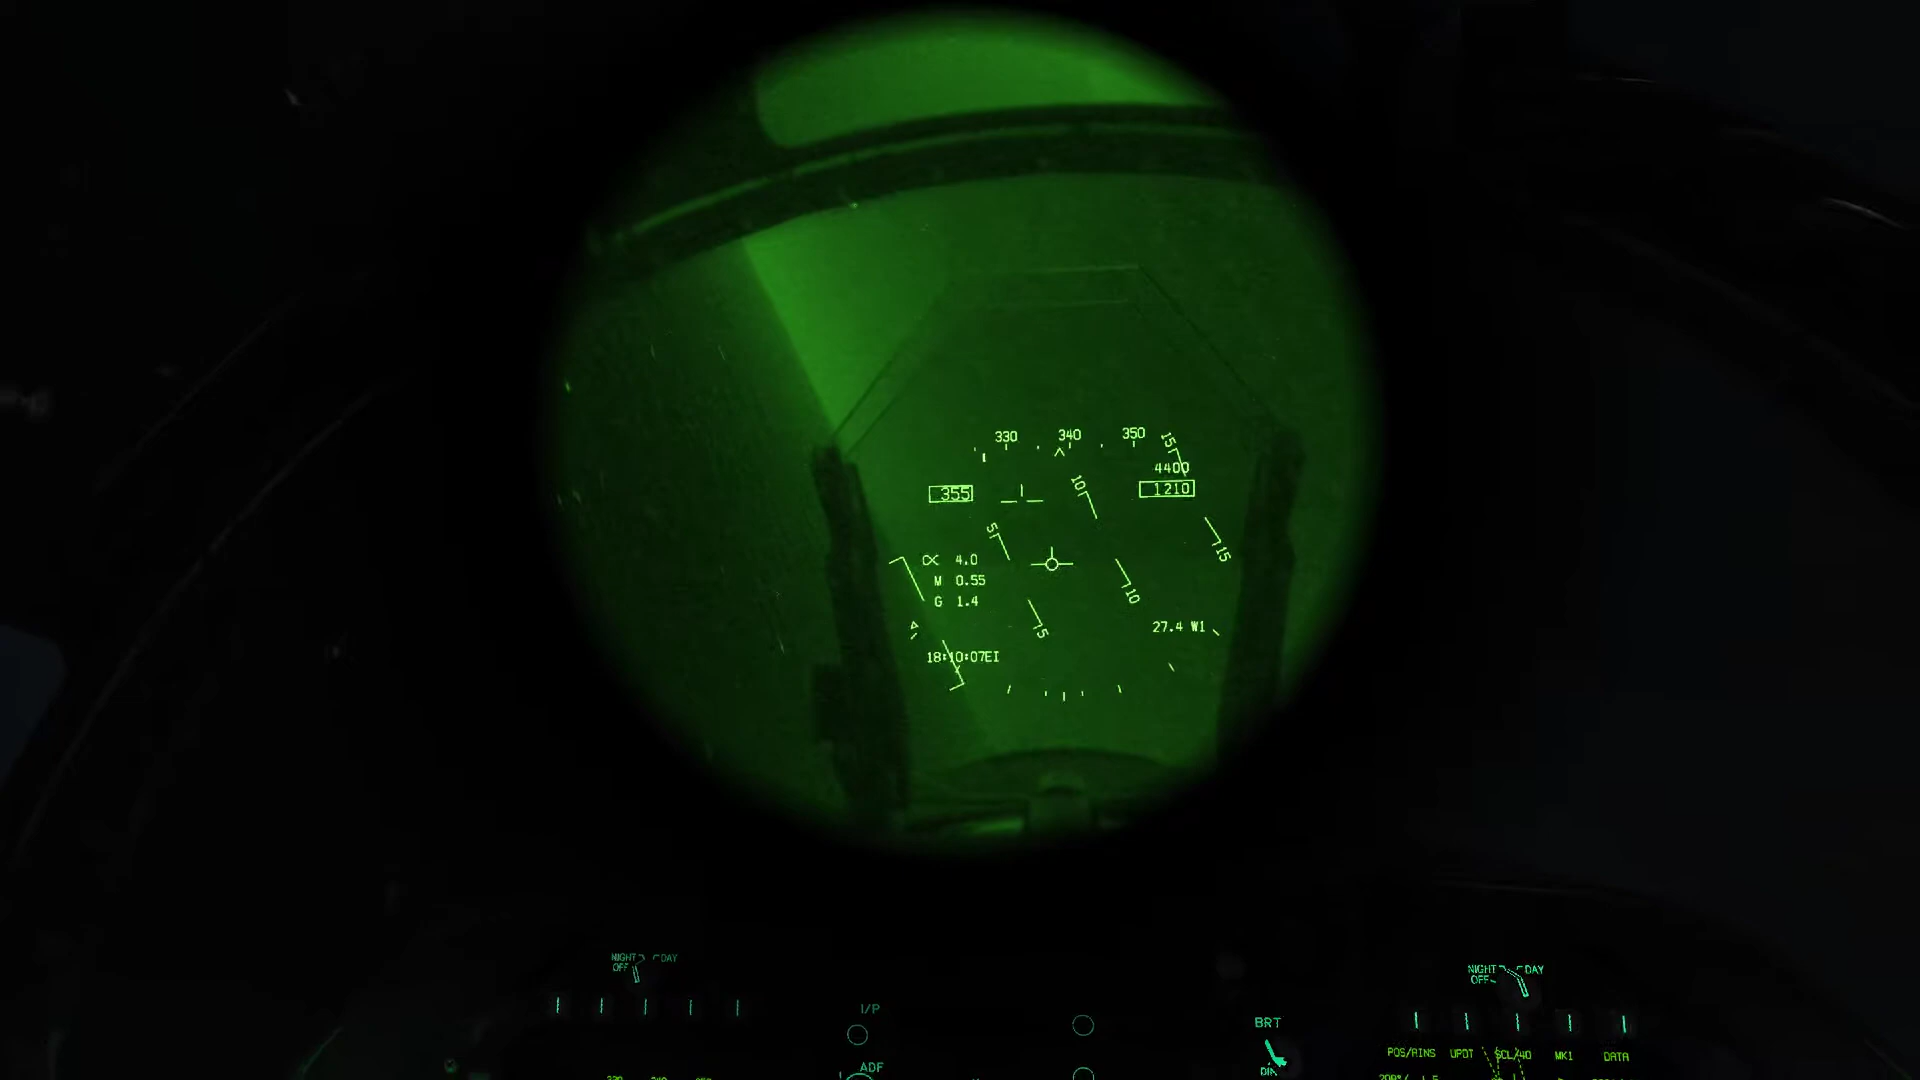 330 340 350
15
4400
355
1210
10
5
15
α 4.0
M 0.55
G 1.4
10
5
27.4 W1
18:10:07EI
NIGHT DAY
OFF
NIGHT DAY
OFF
I/P
BRT
POS/AINS UPDT SCL/40 MK1 DATA
ADF